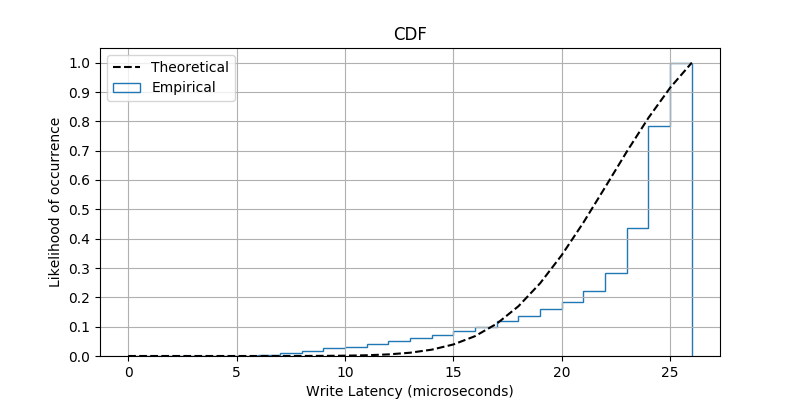 CDF
Theoretical
Empirical
Likelihood of occurrence
1.0
0.9
0.8
0.7
0.6
0.5
0.4
0.3
0.2
0.1
0.0
0 5 10 15 20 25
Write Latency (microseconds)